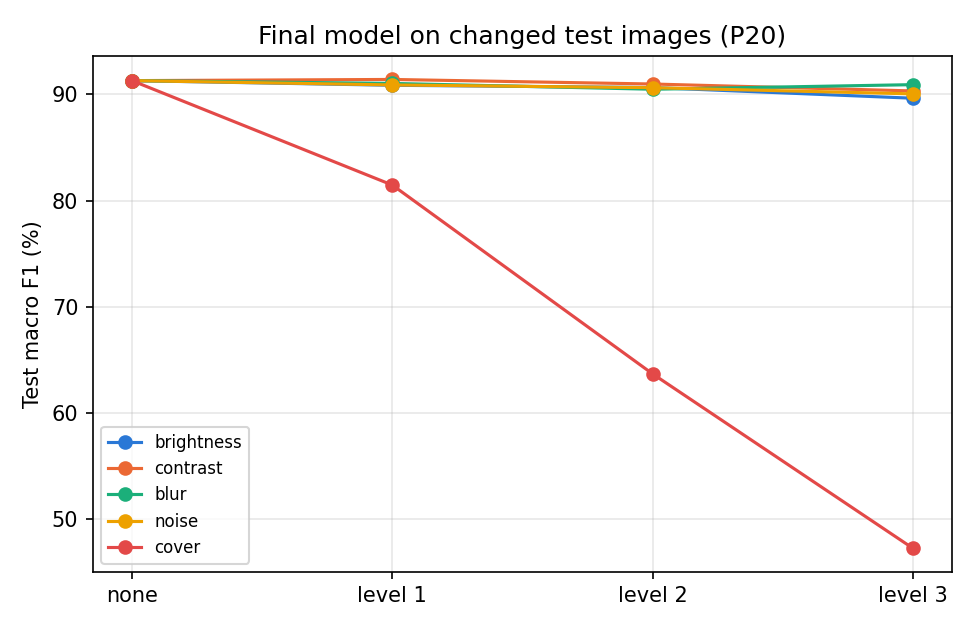 Final model on changed test images (P20)
Test macro F1 (%)
90
80
70
60
50
brightness
contrast
blur
noise
cover
none
level 1
level 2
level 3